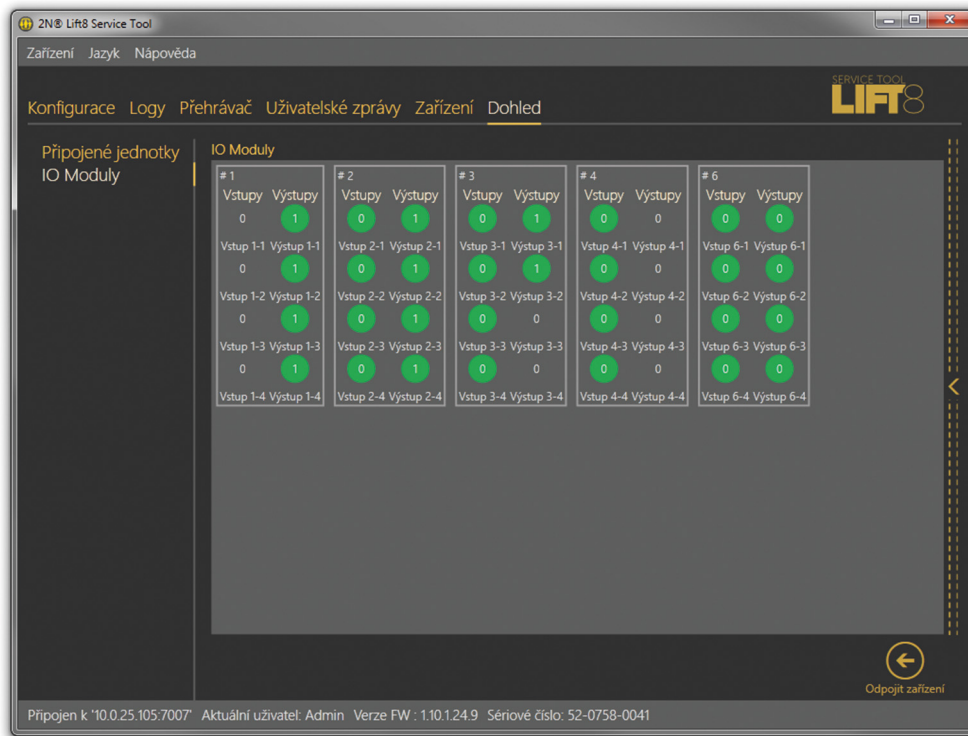 2N® Lift8 Service Tool
Zařízení Jazyk Nápověda
SERVICE TOOL
LIFT8
Konfigurace Logy Přehrávač Uživatelské zprávy Zařízení Dohled
Připojené jednotky
IO Moduly
IO Moduly
# 1 # 2 # 3 # 4 # 6
Vstupy Výstupy Vstupy Výstupy Vstupy Výstupy Vstupy Výstupy Vstupy Výstupy
0 1 0 1 0 1 0 0 0 0
Vstup 1-1 Výstup 1-1 Vstup 2-1 Výstup 2-1 Vstup 3-1 Výstup 3-1 Vstup 4-1 Výstup 4-1 Vstup 6-1 Výstup 6-1
0 1 0 1 0 1 0 0 0 0
Vstup 1-2 Výstup 1-2 Vstup 2-2 Výstup 2-2 Vstup 3-2 Výstup 3-2 Vstup 4-2 Výstup 4-2 Vstup 6-2 Výstup 6-2
0 1 0 1 0 0 0 0 0 0
Vstup 1-3 Výstup 1-3 Vstup 2-3 Výstup 2-3 Vstup 3-3 Výstup 3-3 Vstup 4-3 Výstup 4-3 Vstup 6-3 Výstup 6-3
0 1 0 1 0 0 0 0 0 0
Vstup 1-4 Výstup 1-4 Vstup 2-4 Výstup 2-4 Vstup 3-4 Výstup 3-4 Vstup 4-4 Výstup 4-4 Vstup 6-4 Výstup 6-4
Odpojit zařízení
Připojen k '10.0.25.105:7007' Aktuální uživatel: Admin Verze FW : 1.10.1.24.9 Sériové číslo: 52-0758-0041